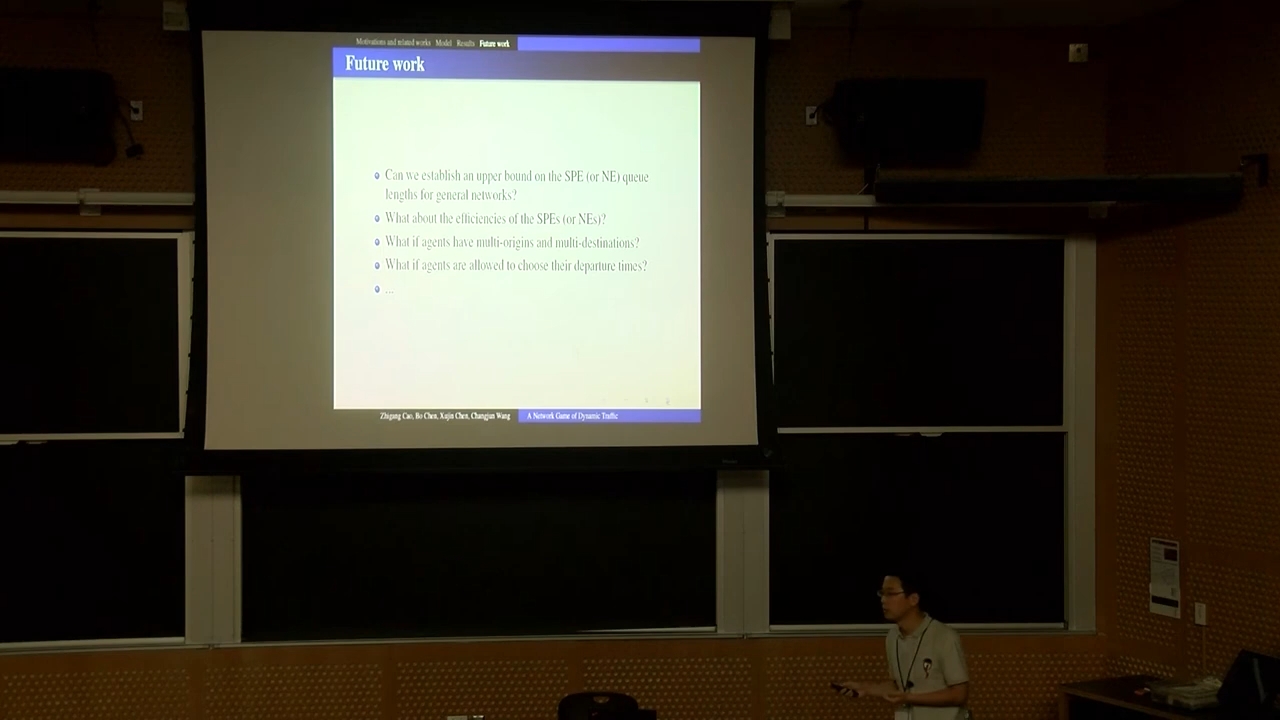 Motivations and related works Model Results Future work
Future work
Can we establish an upper bound on the SPE (or NE) queue
lengths for general networks?
What about the efficiencies of the SPEs (or NEs)?
What if agents have multi-origins and multi-destinations?
What if agents are allowed to choose their departure times?
...
Zhigang Cao, Bo Chen, Xujin Chen, Changjun Wang A Network Game of Dynamic Traffic